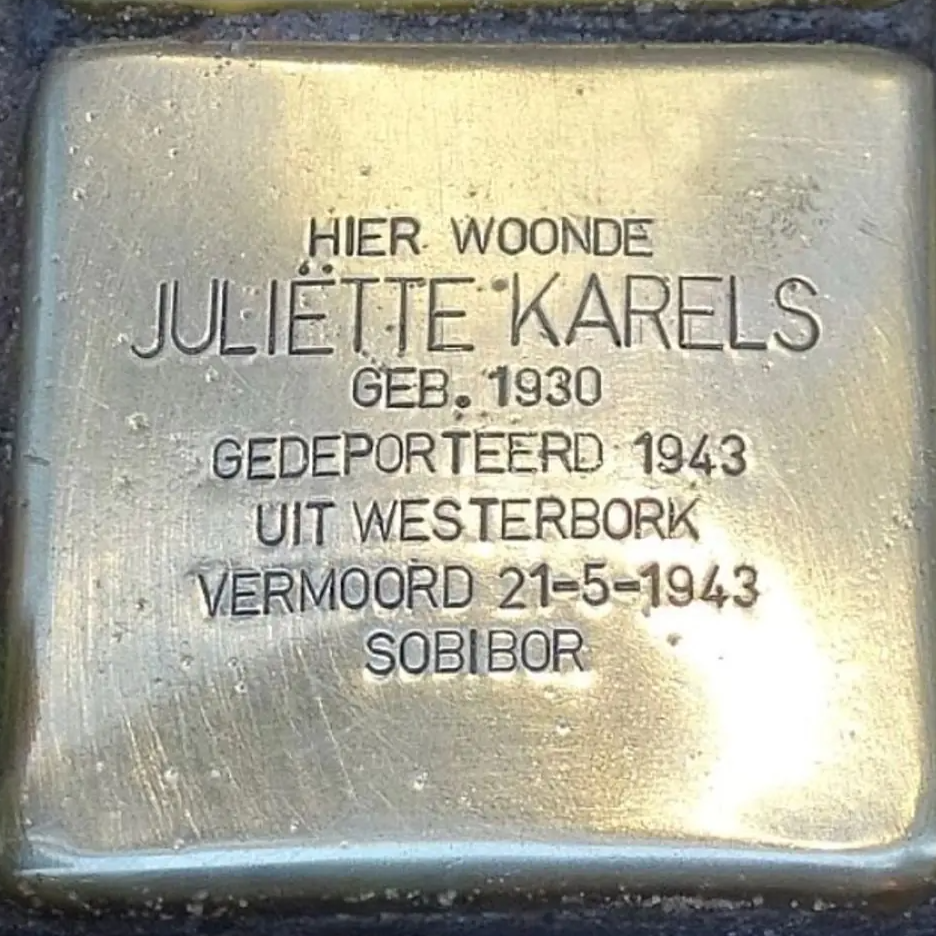 HIER WOONDE
JULIËTTE KARELS
GEB. 1930
GEDEPORTEERD 1943
UIT WESTERBORK
VERMOORD 21-5-1943
SOBIBOR